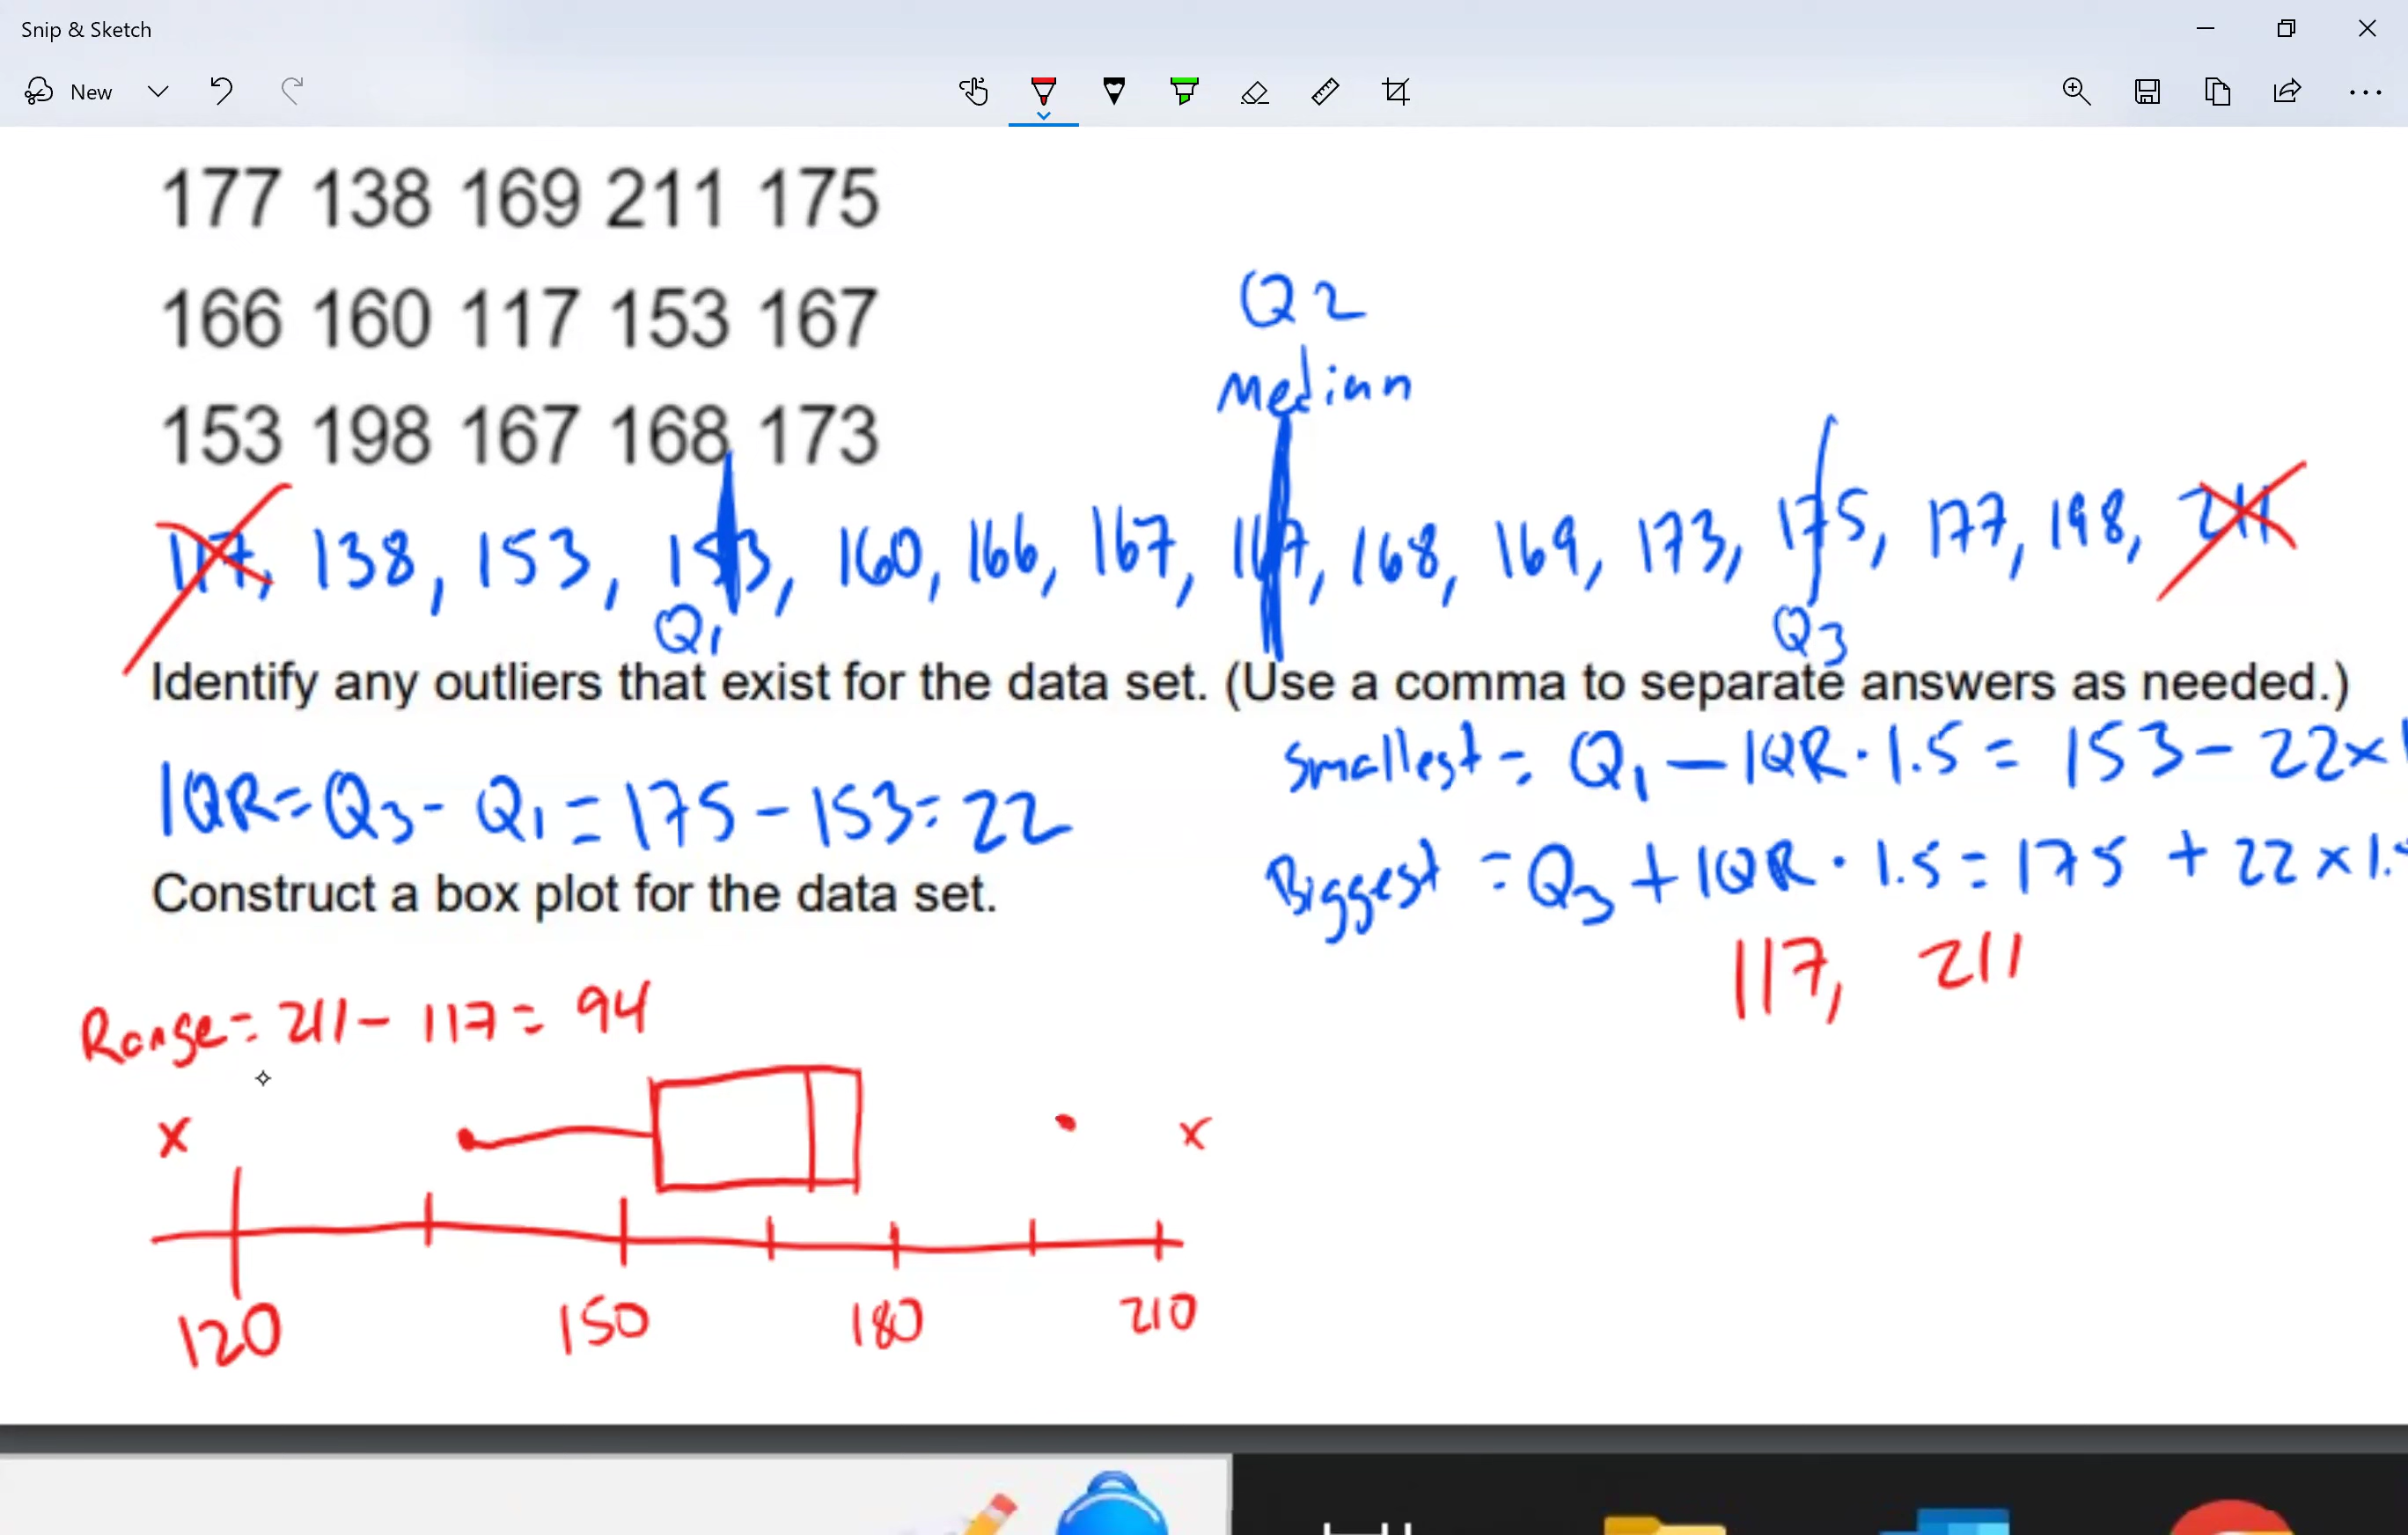 Snip & Sketch
New
177 138 169 211 175
166 160 117 153 167
153 198 167 168 173
Q2
Median
117, 138, 153, 153, 160, 166, 167, 167, 168, 169, 173, 175, 177, 198, 211
Q1
Q3
Identify any outliers that exist for the data set. (Use a comma to separate answers as needed.)
Smallest = Q1 - IQR · 1.5 = 153 - 22 x
IQR = Q3 - Q1 = 175 - 153 = 22
Biggest = Q3 + IQR · 1.5 = 175 + 22 x 1.
Construct a box plot for the data set.
117, 211
Range = 211 - 117 = 94
x x
120 150 180 210